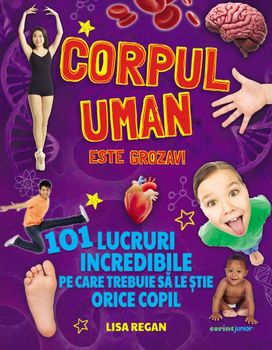 CORPUL
UMAN
ESTE GROZAV!
101 LUCRURI
INCREDIBILE
PE CARE TREBUIE SĂ LE ȘTIE
ORICE COPIL
LISA REGAN
corint junior